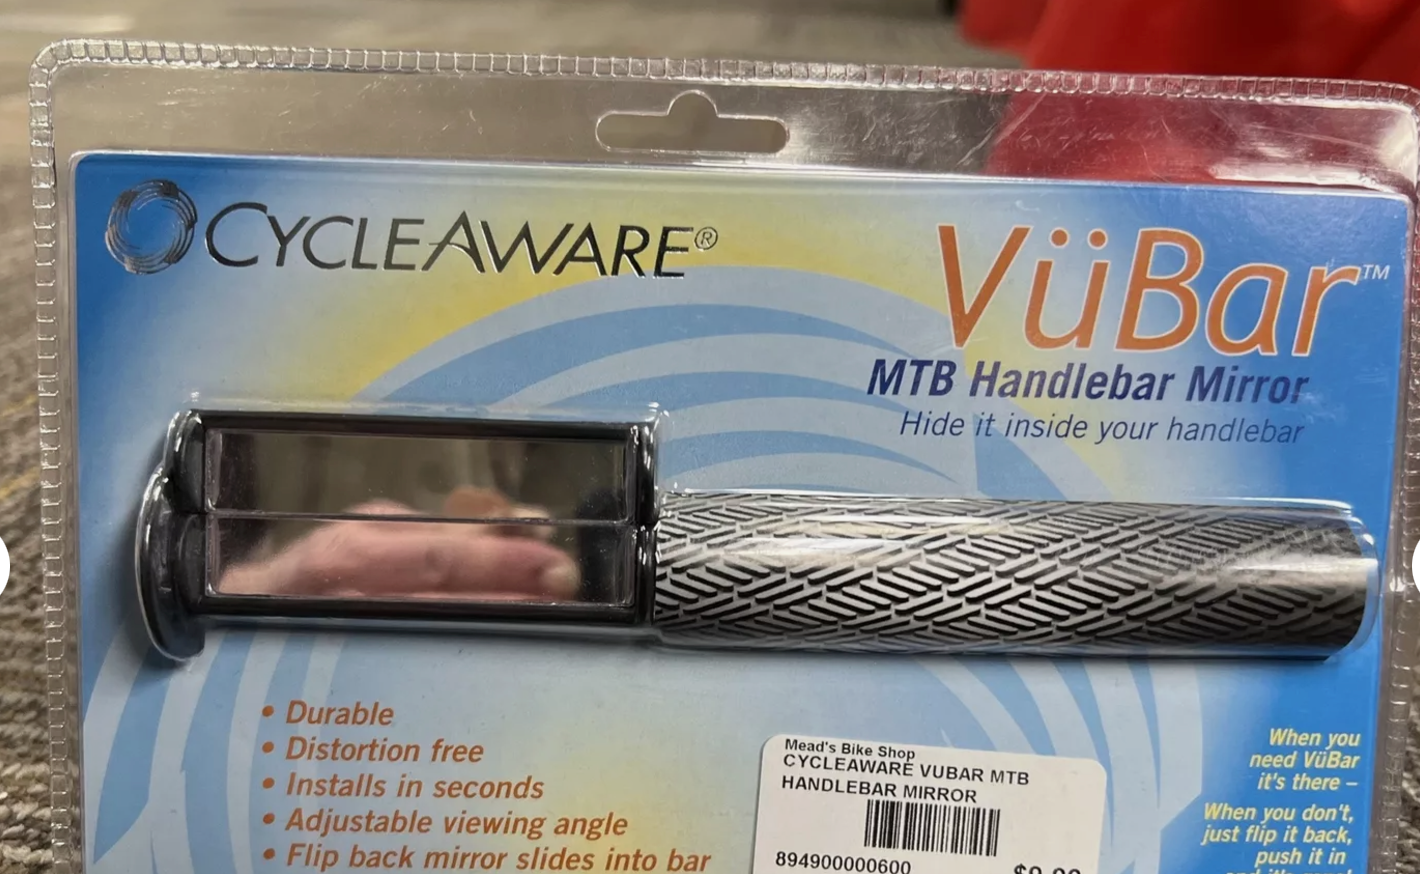 CYCLEAWARE®
VüBar™
MTB Handlebar Mirror
Hide it inside your handlebar
• Durable
• Distortion free
• Installs in seconds
• Adjustable viewing angle
• Flip back mirror slides into bar
Mead's Bike Shop
CYCLEAWARE VUBAR MTB
HANDLEBAR MIRROR
894900000600
When you
need VüBar
it's there –
When you don't,
just flip it back,
push it in